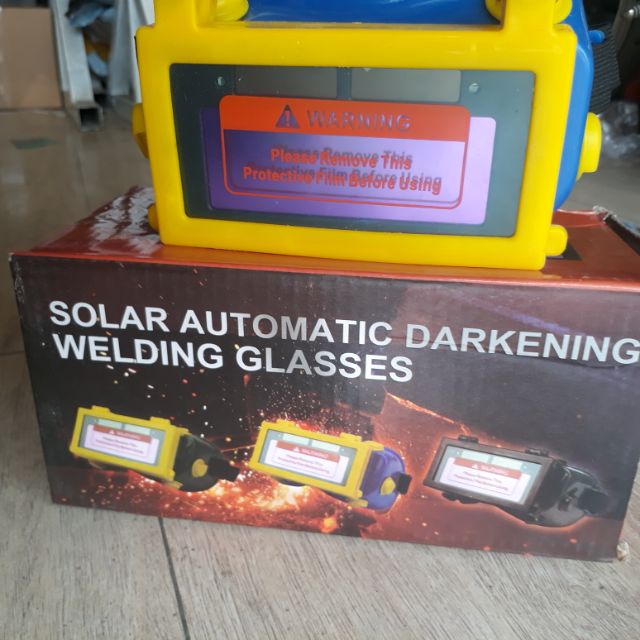 WARNING
Please Remove This
Protective Film Before Using
SOLAR AUTOMATIC DARKENING
WELDING GLASSES